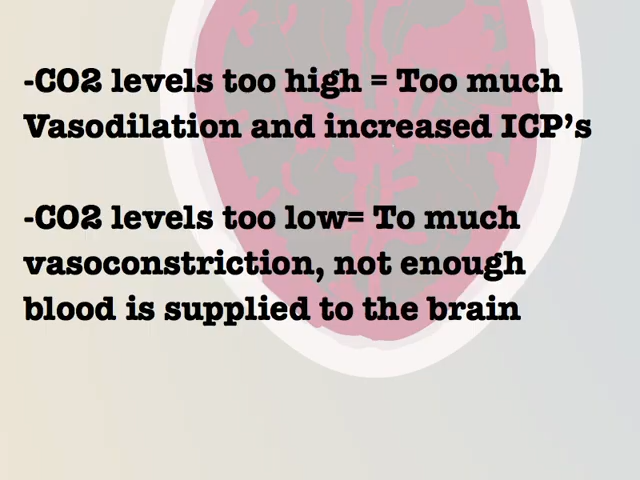 -CO2 levels too high = Too much
Vasodilation and increased ICP's
-CO2 levels too low= To much
vasoconstriction, not enough
blood is supplied to the brain